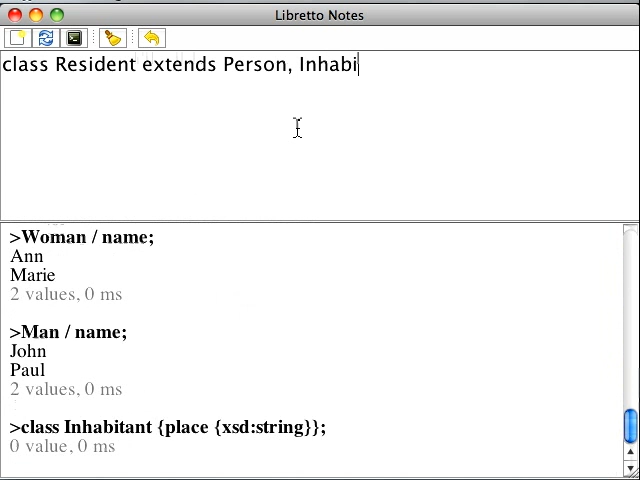 Libretto Notes
class Resident extends Person, Inhabi
>Woman / name;
Ann
Marie
2 values, 0 ms
>Man / name;
John
Paul
2 values, 0 ms
>class Inhabitant {place {xsd:string}};
0 value, 0 ms